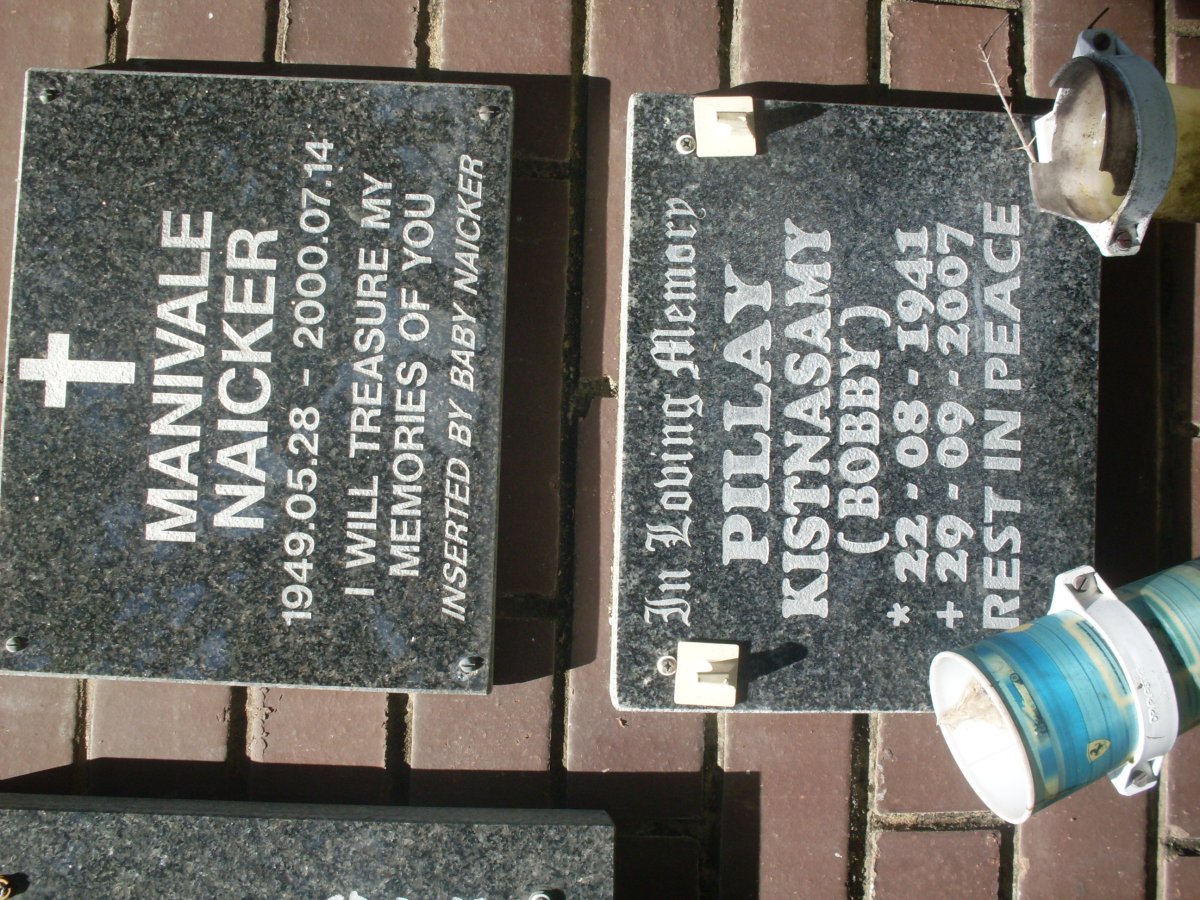 MANIVALE
NAICKER
1949.05.28 - 2000.07.14
I WILL TREASURE MY
MEMORIES OF YOU
INSERTED BY BABY NAICKER
In Loving Memory
PILLAY
KISTNASAMY
(BOBBY)
* 22 - 08 - 1941
+ 29 - 09 - 2007
REST IN PEACE